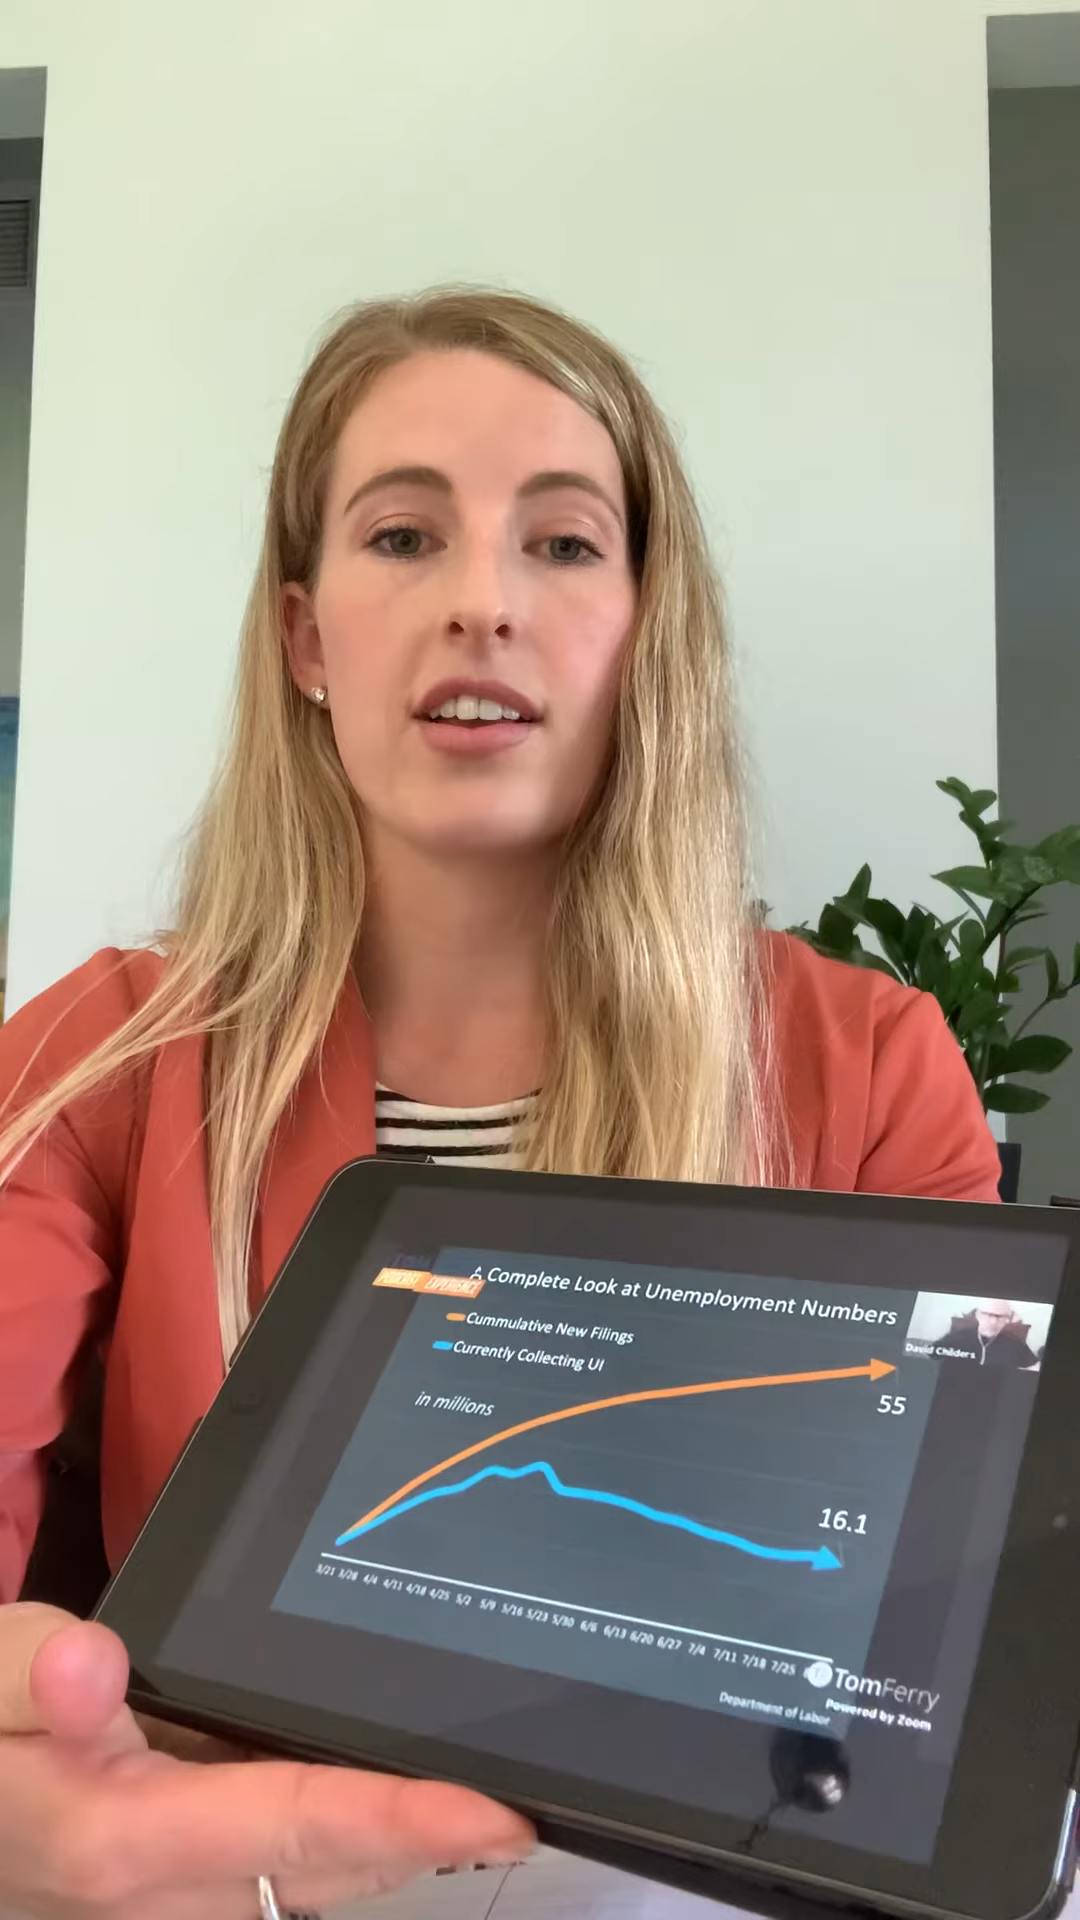 PODCAST EXPERIENCE
A Complete Look at Unemployment Numbers
Cummulative New Filings
Currently Collecting UI
in millions
David Childers
55
16.1
3/21 3/28 4/4 4/11 4/18 4/25 5/2 5/9 5/16 5/23 5/30 6/6 6/13 6/20 6/27 7/4 7/11 7/18 7/25
TomFerry
Powered by Zoom
Department of Labor